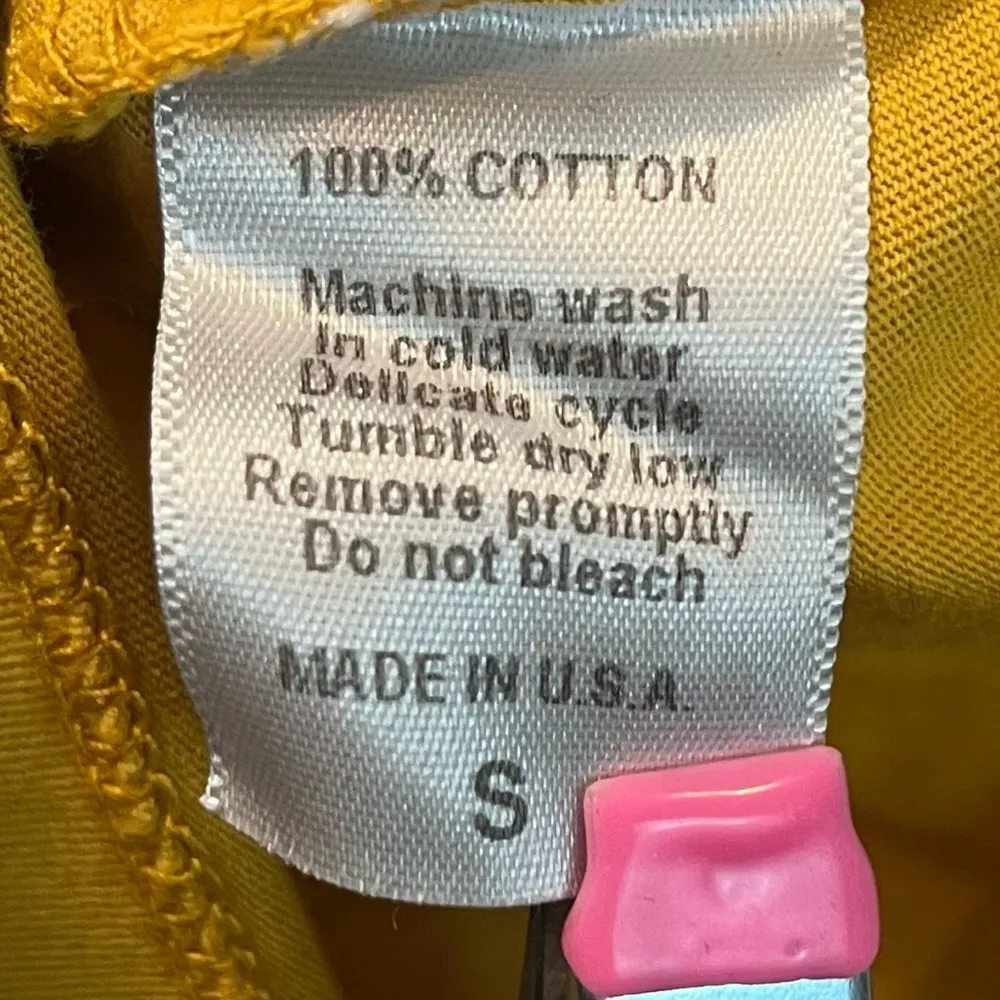 100% COTTON
Machine wash
In cold water
Delicate cycle
Tumble dry low
Remove promptly
Do not bleach
MADE IN U.S.A.
S